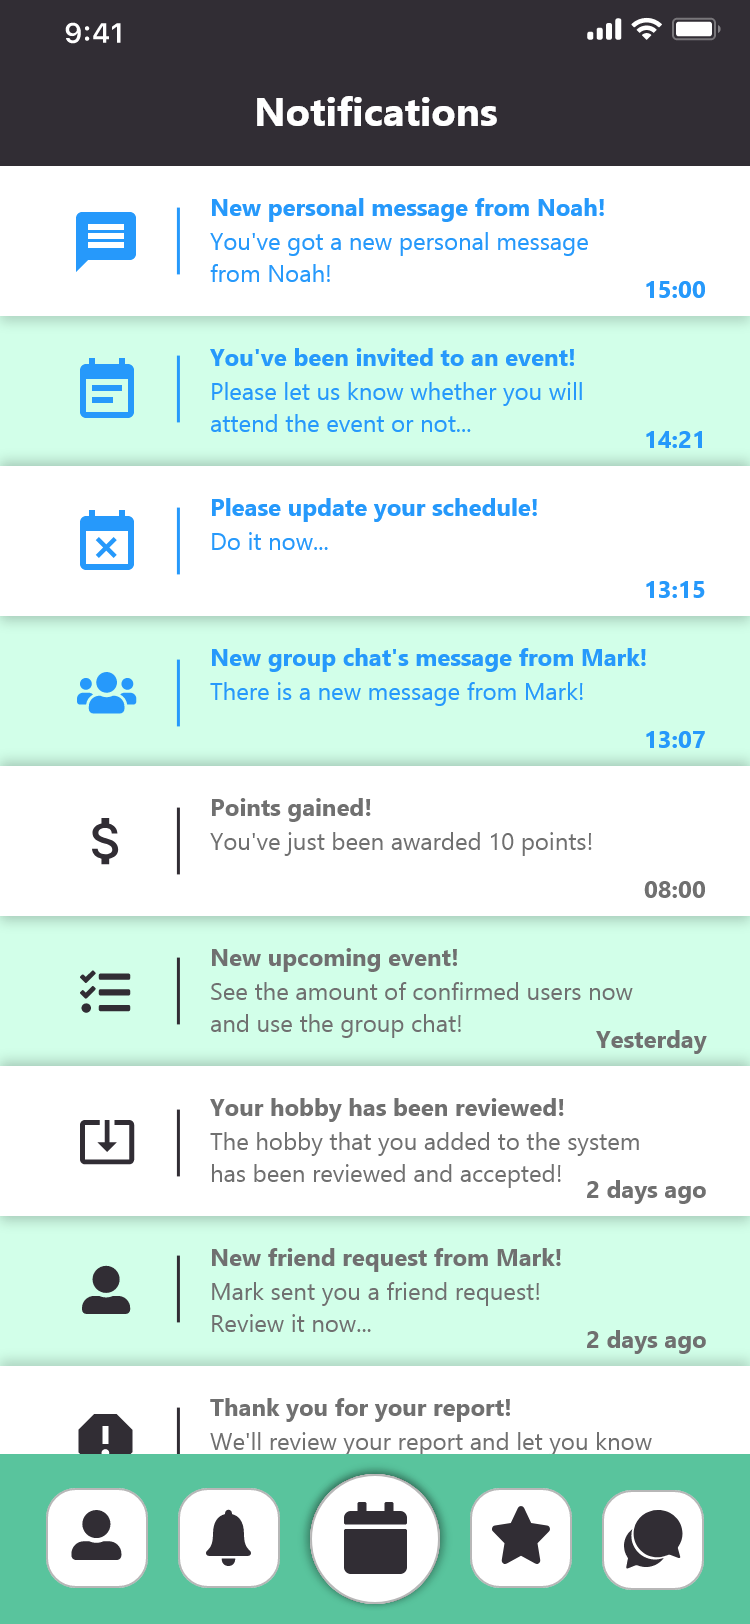 9:41
Notifications
New personal message from Noah!
You've got a new personal message
from Noah!
15:00
You've been invited to an event!
Please let us know whether you will
attend the event or not...
14:21
Please update your schedule!
Do it now...
13:15
New group chat's message from Mark!
There is a new message from Mark!
13:07
Points gained!
You've just been awarded 10 points!
08:00
New upcoming event!
See the amount of confirmed users now
and use the group chat!
Yesterday
Your hobby has been reviewed!
The hobby that you added to the system
has been reviewed and accepted!
2 days ago
New friend request from Mark!
Mark sent you a friend request!
Review it now...
2 days ago
Thank you for your report!
We'll review your report and let you know